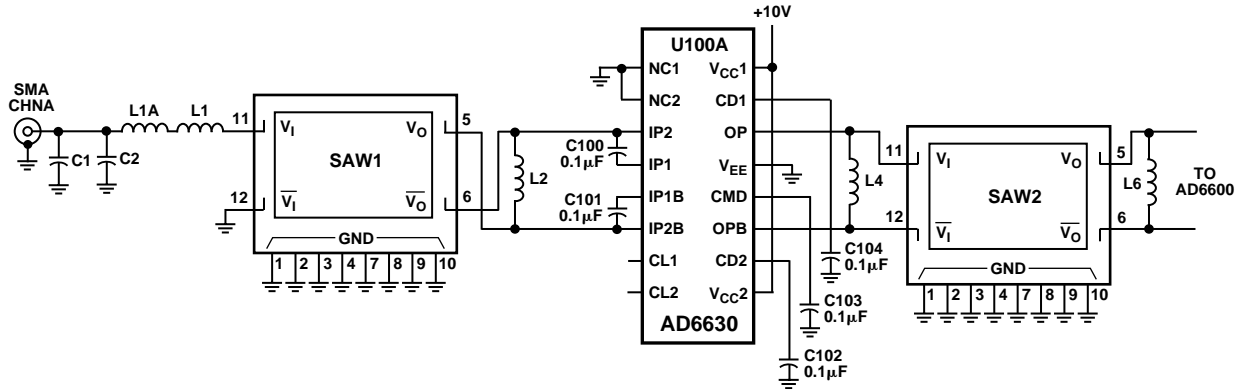 +10V
U100A
NC1
NC2
IP2
IP1
IP1B
IP2B
CL1
CL2
VCC1
CD1
OP
VEE
CMD
OPB
CD2
VCC2
AD6630
SMA
CHNA
C1
C2
L1A
L1
11
12
VI
V̅I̅
SAW1
VO
V̅O̅
5
6
GND
1 2 3 4 7 8 9 10
L2
C100
0.1μF
C101
0.1μF
C104
0.1μF
C103
0.1μF
C102
0.1μF
L4
11
12
VI
V̅I̅
SAW2
VO
V̅O̅
5
6
GND
1 2 3 4 7 8 9 10
L6
TO
AD6600